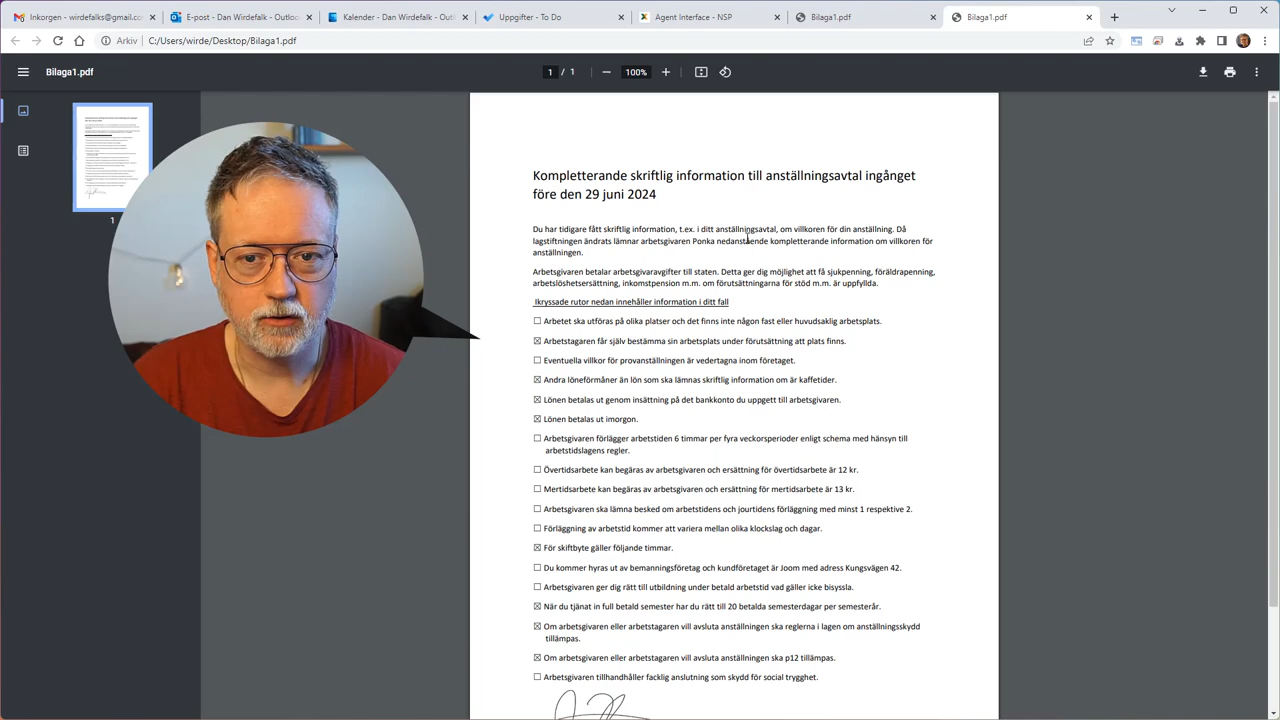 Inkorgen - wirdefalks@gmail.co
E-post - Dan Wirdefalk - Outloo
Kalender - Dan Wirdefalk - Outl
Uppgifter - To Do
Agent Interface - NSP
Bilaga1.pdf
Bilaga1.pdf
Arkiv | C:/Users/wirde/Desktop/Bilaga1.pdf
Bilaga1.pdf
1 / 1
100%
1
Kompletterande skriftlig information till anställningsavtal ingånget
före den 29 juni 2024
Du har tidigare fått skriftlig information, t.ex. i ditt anställningsavtal, om villkoren för din anställning. Då
lagstiftningen ändrats lämnar arbetsgivaren Ponka nedanstående kompletterande information om villkoren för
anställningen.
Arbetsgivaren betalar arbetsgivaravgifter till staten. Detta ger dig möjlighet att få sjukpenning, föräldrapenning,
arbetslöshetsersättning, inkomstpension m.m. om förutsättningarna för stöd m.m. är uppfyllda.
Ikryssade rutor nedan innehåller information i ditt fall
☐ Arbetet ska utföras på olika platser och det finns inte någon fast eller huvudsaklig arbetsplats.
☒ Arbetstagaren får själv bestämma sin arbetsplats under förutsättning att plats finns.
☐ Eventuella villkor för provanställningen är vedertagna inom företaget.
☒ Andra löneförmåner än lön som ska lämnas skriftlig information om är kaffetider.
☒ Lönen betalas ut genom insättning på det bankkonto du uppgett till arbetsgivaren.
☒ Lönen betalas ut imorgon.
☐ Arbetsgivaren förlägger arbetstiden 6 timmar per fyra veckorsperioder enligt schema med hänsyn till
arbetstidslagens regler.
☐ Övertidsarbete kan begäras av arbetsgivaren och ersättning för övertidsarbete är 12 kr.
☐ Mertidsarbete kan begäras av arbetsgivaren och ersättning för mertidsarbete är 13 kr.
☐ Arbetsgivaren ska lämna besked om arbetstidens och jourtidens förläggning med minst 1 respektive 2.
☐ Förläggning av arbetstid kommer att variera mellan olika klockslag och dagar.
☒ För skiftbyte gäller följande timmar.
☐ Du kommer hyras ut av bemanningsföretag och kundföretaget är Joom med adress Kungsvägen 42.
☐ Arbetsgivaren ger dig rätt till utbildning under betald arbetstid vad gäller icke bisyssla.
☒ När du tjänat in full betald semester har du rätt till 20 betalda semesterdagar per semesterår.
☒ Om arbetsgivaren eller arbetstagaren vill avsluta anställningen ska reglerna i lagen om anställningsskydd
tillämpas.
☒ Om arbetsgivaren eller arbetstagaren vill avsluta anställningen ska p12 tillämpas.
☐ Arbetsgivaren tillhandhåller facklig anslutning som skydd för social trygghet.